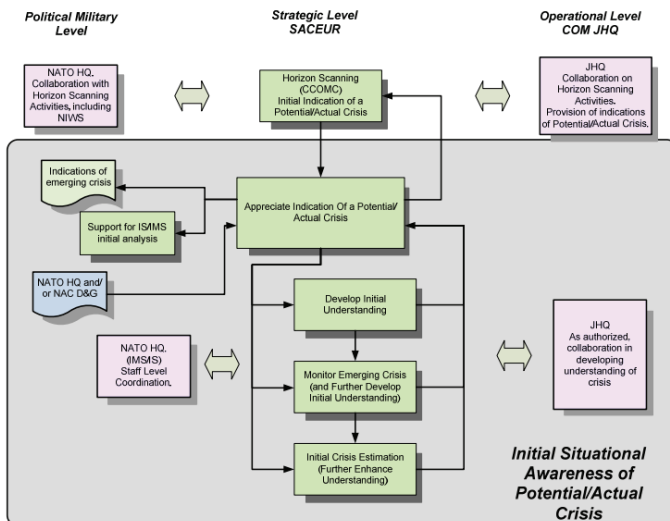 Political Military
Level
Strategic Level
SACEUR
Operational Level
COM JHQ
NATO HQ.
Collaboration with
Horizon Scanning
Activities, including
NIWS
Horizon Scanning
(CCOMC)
Initial Indication of a
Potential/Actual Crisis
JHQ
Collaboration on
Horizon Scanning
Activities.
Provision of indications
of Potential/Actual Crisis.
Indications of
emerging crisis
Support for IS/IMS
initial analysis
Appreciate Indication Of a Potential/
Actual Crisis
NATO HQ and/
or NAC D&G
Develop Initial
Understanding
NATO HQ.
(IMS/IS)
Staff Level
Coordination.
Monitor Emerging Crisis
(and Further Develop
Initial Understanding)
JHQ
As authorized,
collaboration in
developing
understanding of
crisis
Initial Crisis Estimation
(Further Enhance
Understanding)
Initial Situational
Awareness of
Potential/Actual
Crisis